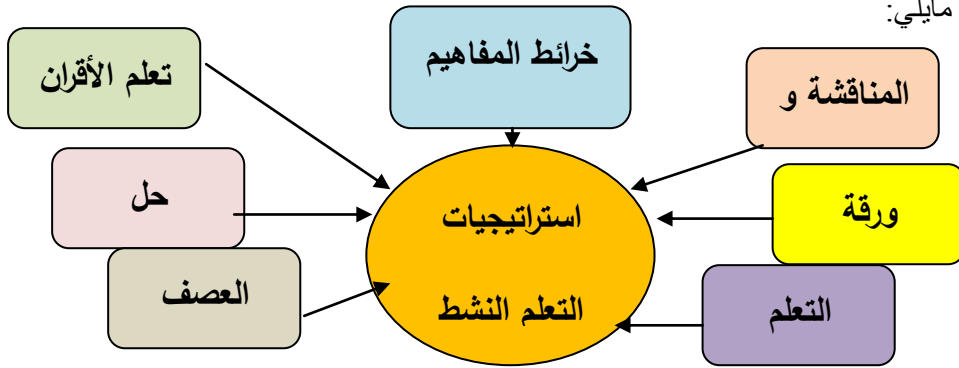 مايلي:
خرائط المفاهيم
تعلم الأقران
المناقشة و
حل
ورقة
استراتيجيات
التعلم النشط
العصف
التعلم